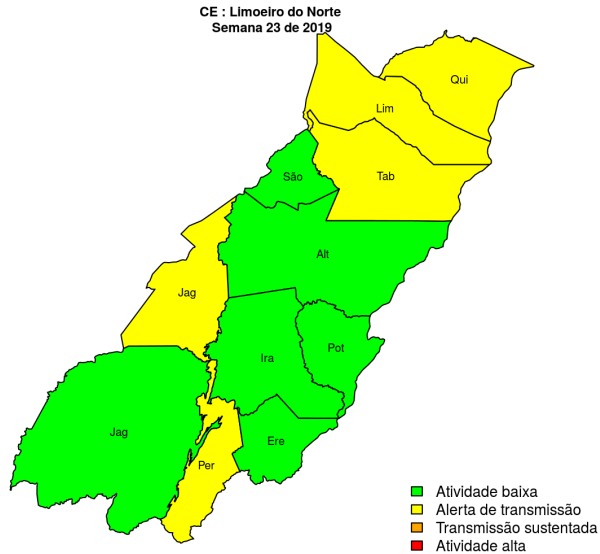 CE : Limoeiro do Norte
Semana 23 de 2019
Qui
Lim
São
Tab
Alt
Jag
Ira
Pot
Jag
Ere
Per
Atividade baixa
Alerta de transmissão
Transmissão sustentada
Atividade alta